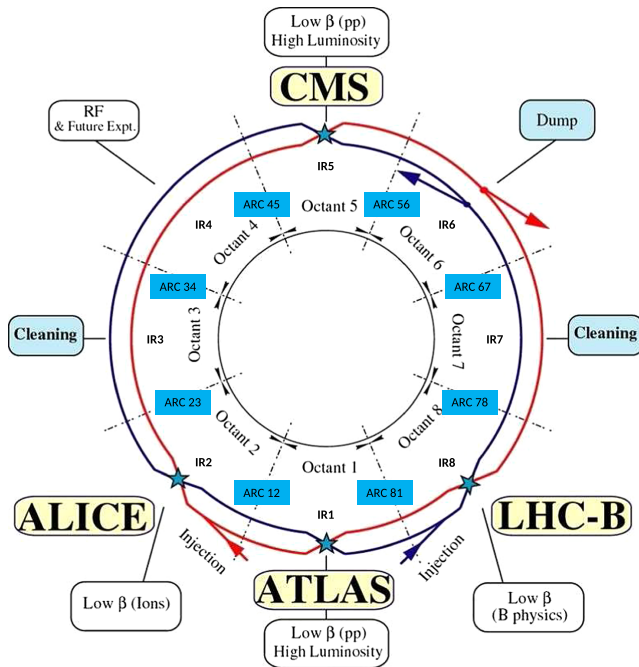 Low β (pp)
High Luminosity
CMS
RF
& Future Expt.
Dump
IR5
ARC 45
Octant 5
ARC 56
IR4
Octant 4
IR6
Octant 6
ARC 34
ARC 67
Cleaning
IR3
Octant 3
Octant 7
IR7
Cleaning
ARC 23
ARC 78
Octant 2
Octant 8
IR2
IR8
Octant 1
ARC 12
ARC 81
ALICE
IR1
LHC-B
Injection
Injection
ATLAS
Low β (Ions)
Low β
(B physics)
Low β (pp)
High Luminosity